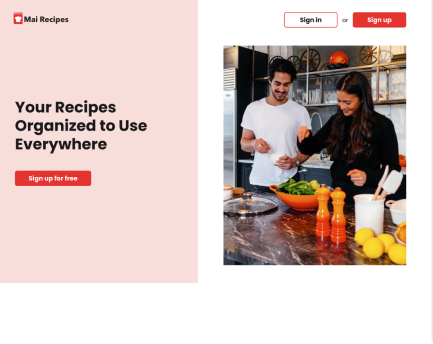 Mai Recipes
Sign in
or
Sign up
Your Recipes
Organized to Use
Everywhere
Sign up for free